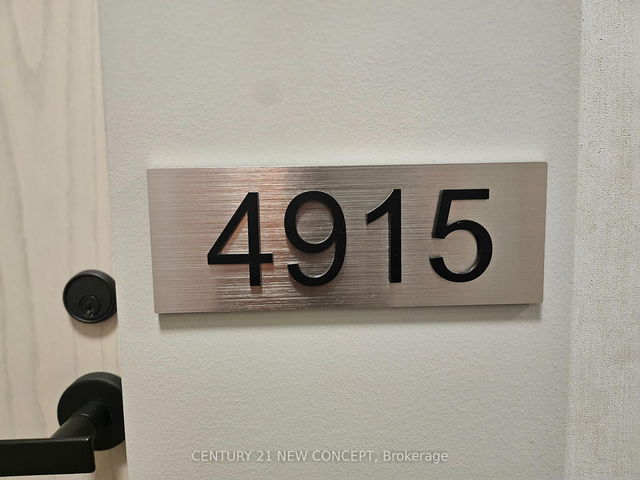 4915
CENTURY 21 NEW CONCEPT, Brokerage